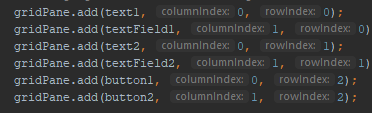 gridPane.add(text1, columnIndex: 0, rowIndex: 0);
gridPane.add(textField1, columnIndex: 1, rowIndex: 0)
gridPane.add(text2, columnIndex: 0, rowIndex: 1);
gridPane.add(textField2, columnIndex: 1, rowIndex: 1)
gridPane.add(button1, columnIndex: 0, rowIndex: 2);
gridPane.add(button2, columnIndex: 1, rowIndex: 2);